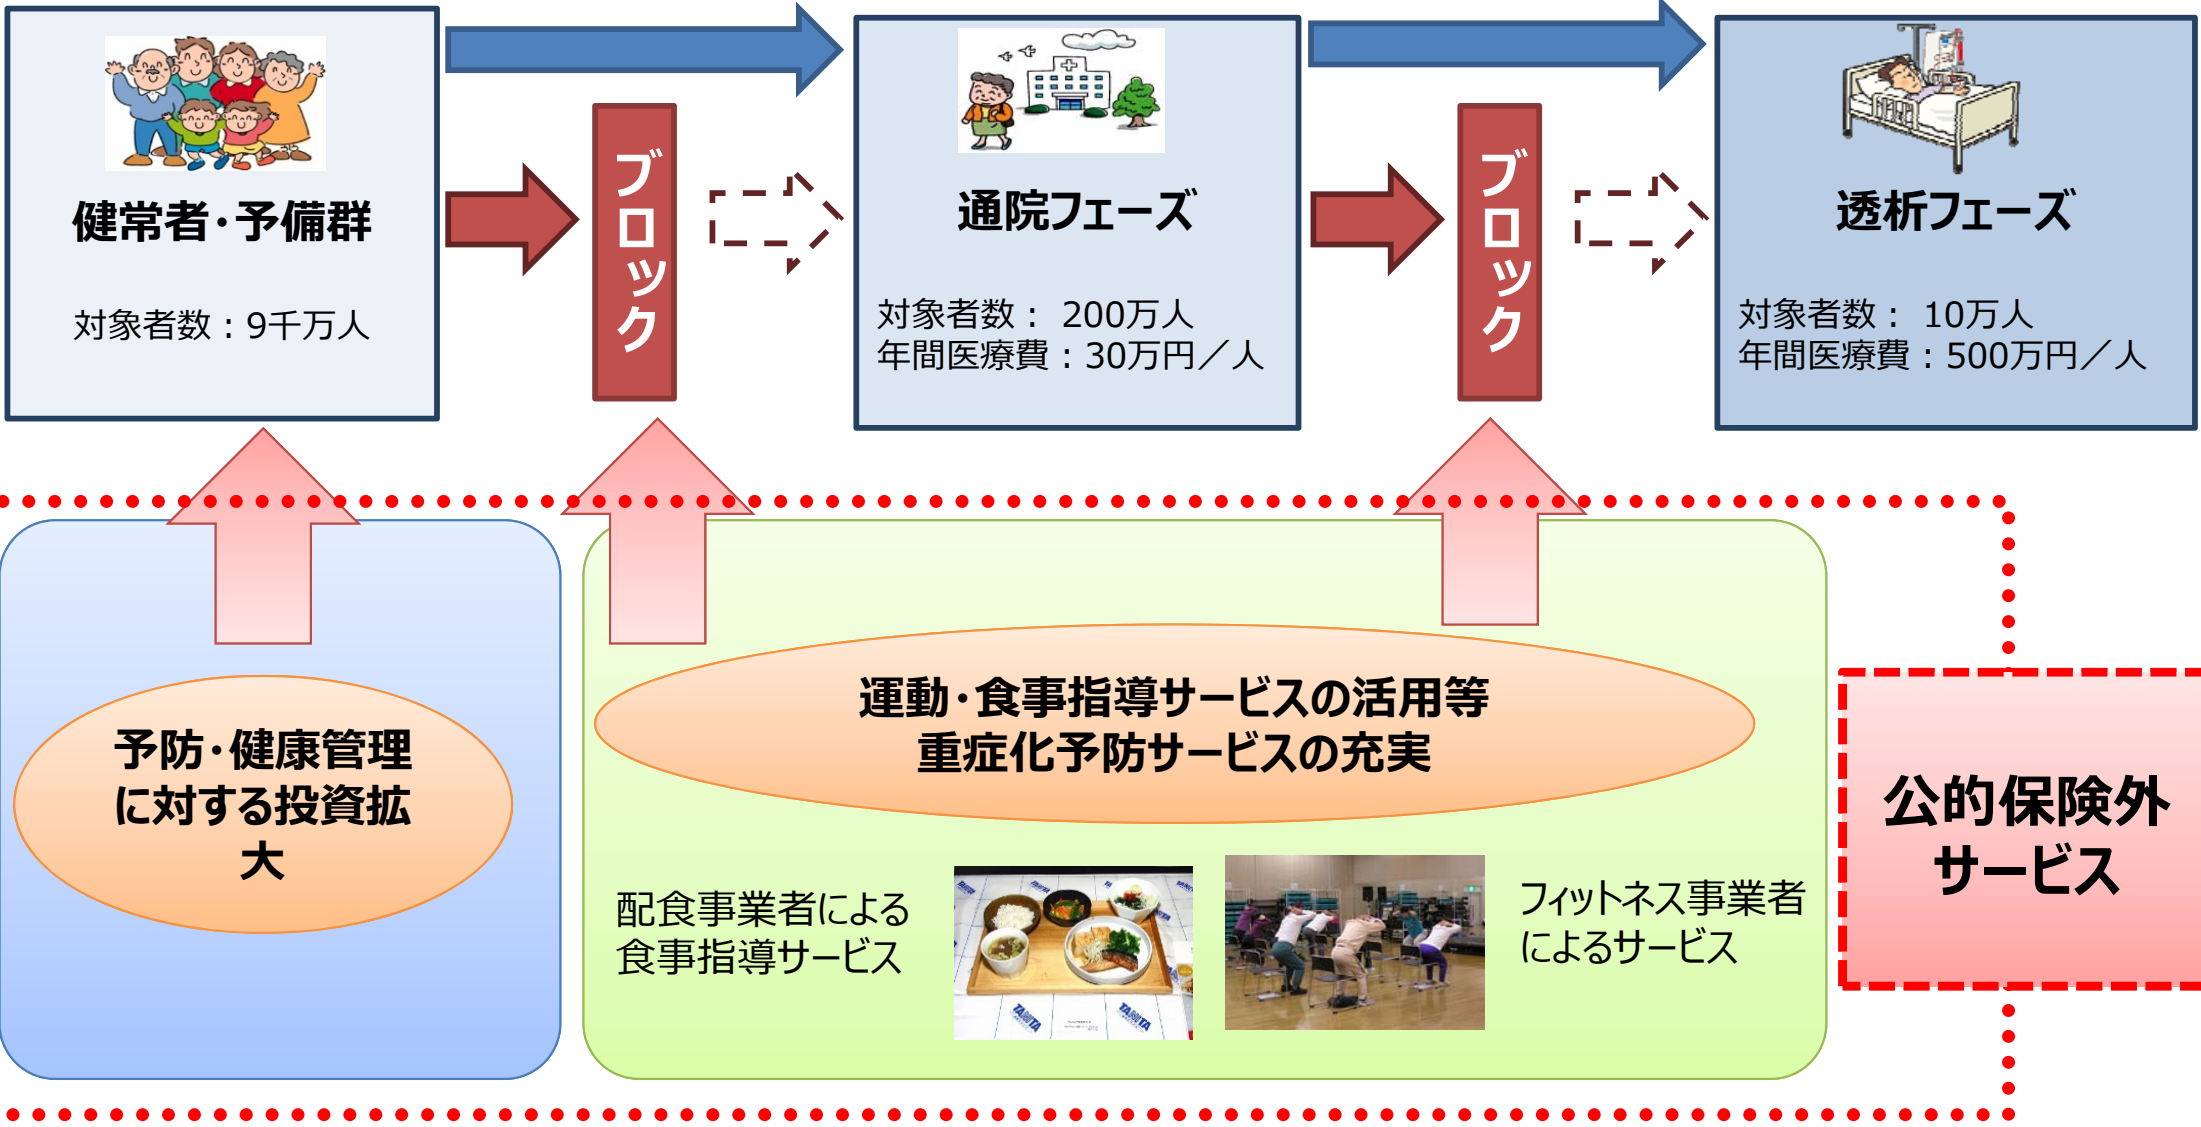 健常者・予備群
対象者数：9千万人
ブロック
通院フェーズ
対象者数： 200万人
年間医療費：30万円／人
ブロック
透析フェーズ
対象者数： 10万人
年間医療費：500万円／人
予防・健康管理
に対する投資拡
大
運動・食事指導サービスの活用等
重症化予防サービスの充実
配食事業者による
食事指導サービス
TANITA
TANITA
フィットネス事業者
によるサービス
公的保険外
サービス